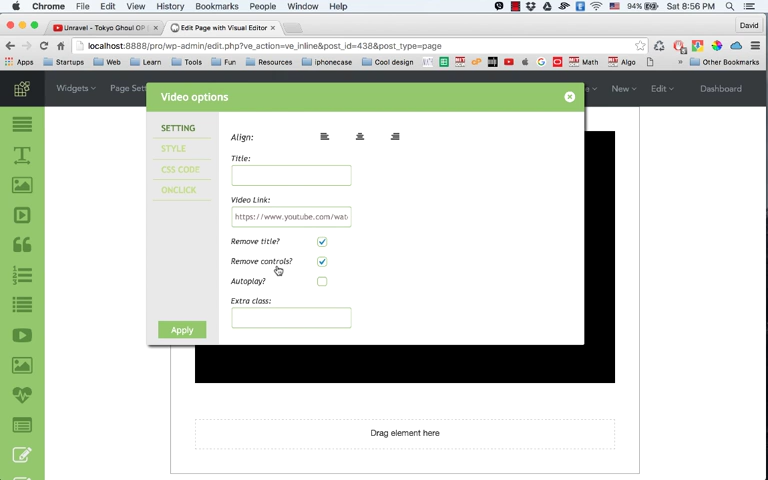 Chrome File Edit View History Bookmarks People Window Help 94% Sat 8:56 PM
Unravel - Tokyo Ghoul OP Edit Page with Visual Editor David
localhost:8888/pro/wp-admin/edit.php?ve_action=ve_inline&post_id=438&post_type=page
Apps Startups Web Learn Tools Fun Resources iphonecase Cool design Math Algo » Other Bookmarks
Widgets Page Set New Edit Dashboard
Video options
SETTING
STYLE
CSS CODE
ONCLICK
Apply
Align:
Title:
Video Link:
https://www.youtube.com/wat
Remove title?
Remove controls?
Autoplay?
Extra class:
Drag element here